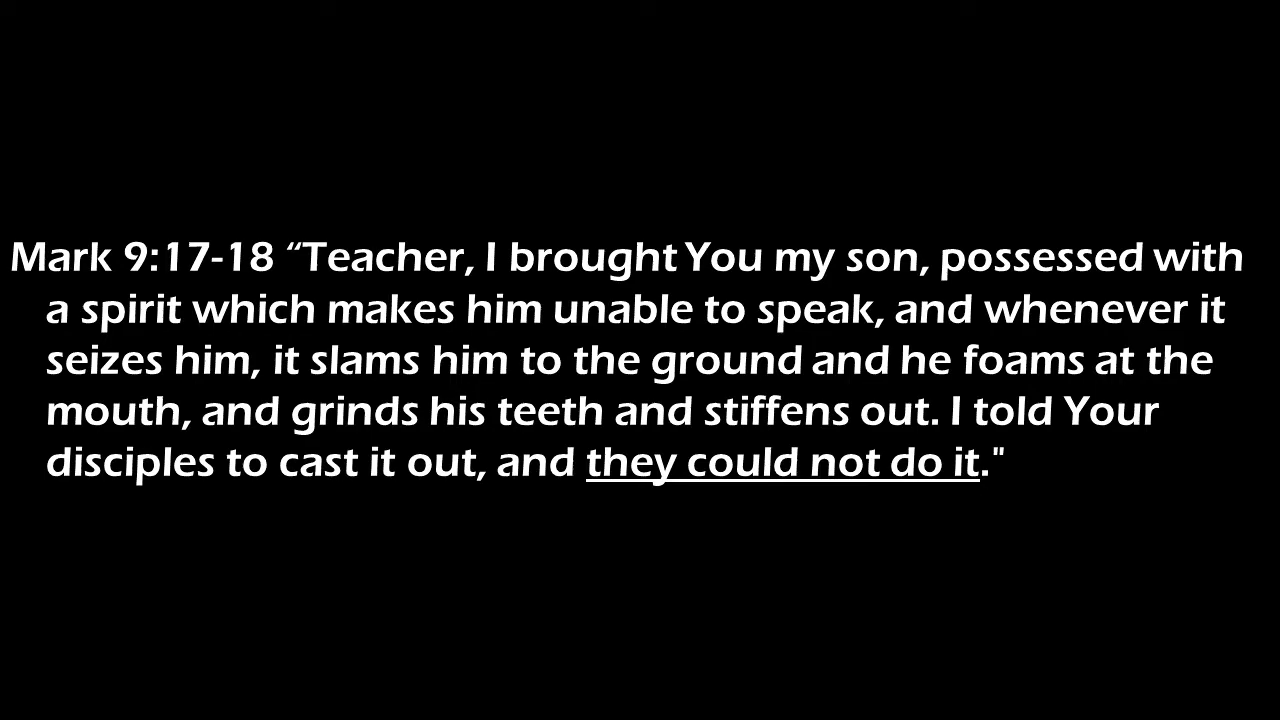 Mark 9:17-18 “Teacher, I brought You my son, possessed with
a spirit which makes him unable to speak, and whenever it
seizes him, it slams him to the ground and he foams at the
mouth, and grinds his teeth and stiffens out. I told Your
disciples to cast it out, and they could not do it."